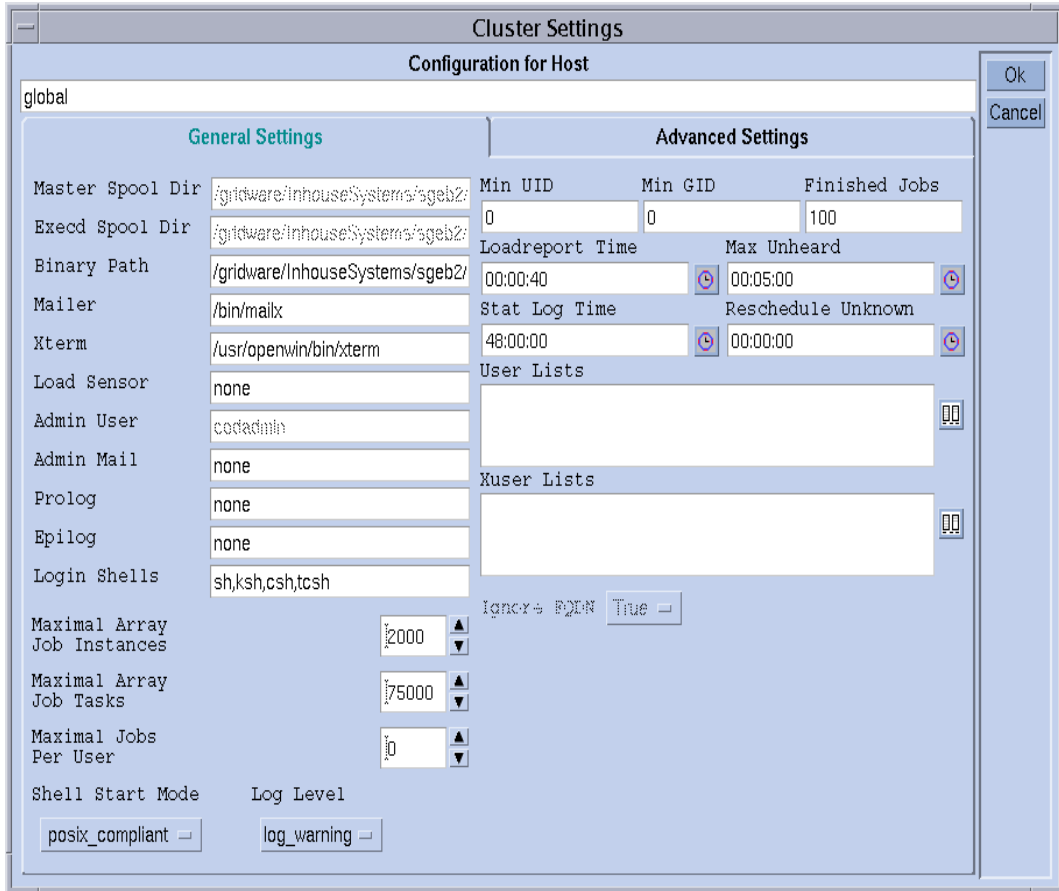 Cluster Settings
Configuration for Host
Ok
global
Cancel
General Settings
Advanced Settings
Master Spool Dir
/gridware/InhouseSystems/sgeb2/
Execd Spool Dir
/gridware/InhouseSystems/sgeb2/
Binary Path
/gridware/InhouseSystems/sgeb2/
Mailer
/bin/mailx
Xterm
/usr/openwin/bin/xterm
Load Sensor
none
Admin User
codadmin
Admin Mail
none
Prolog
none
Epilog
none
Login Shells
sh,ksh,csh,tcsh
Maximal Array
Job Instances
2000
Maximal Array
Job Tasks
75000
Maximal Jobs
Per User
0
Shell Start Mode
Log Level
posix_compliant
log_warning
Min UID
Min GID
Finished Jobs
0
0
100
Loadreport Time
Max Unheard
00:00:40
00:05:00
Stat Log Time
Reschedule Unknown
48:00:00
00:00:00
User Lists
Xuser Lists
Ignore FQDN
True